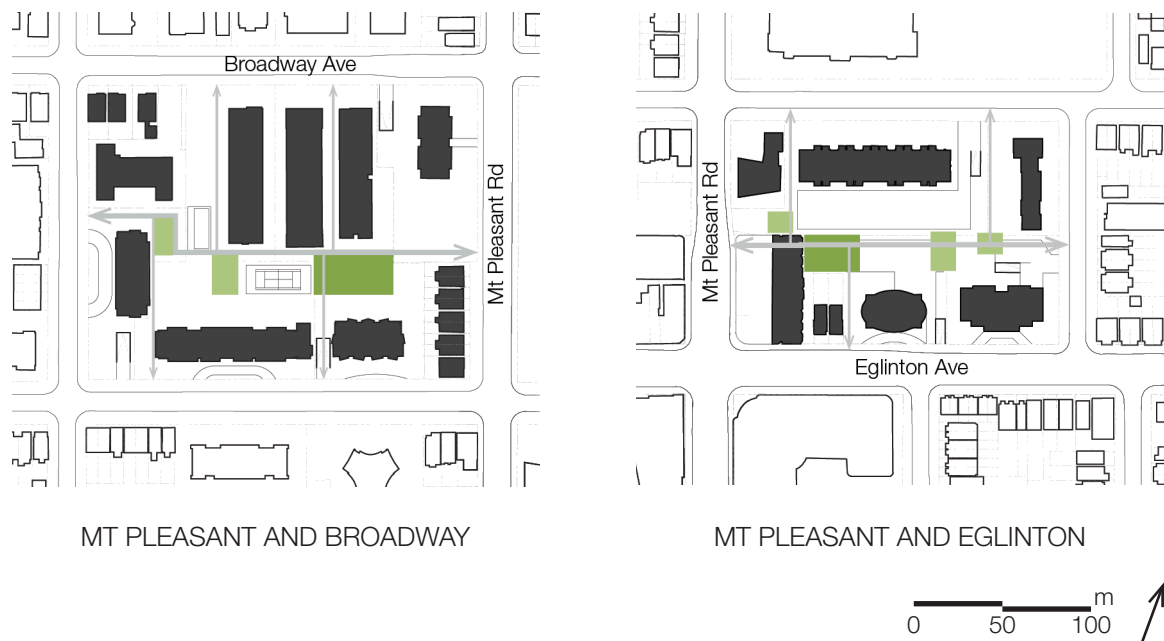 Broadway Ave
Mt Pleasant Rd
Mt Pleasant Rd
Eglinton Ave
MT PLEASANT AND BROADWAY
MT PLEASANT AND EGLINTON
m
0 50 100